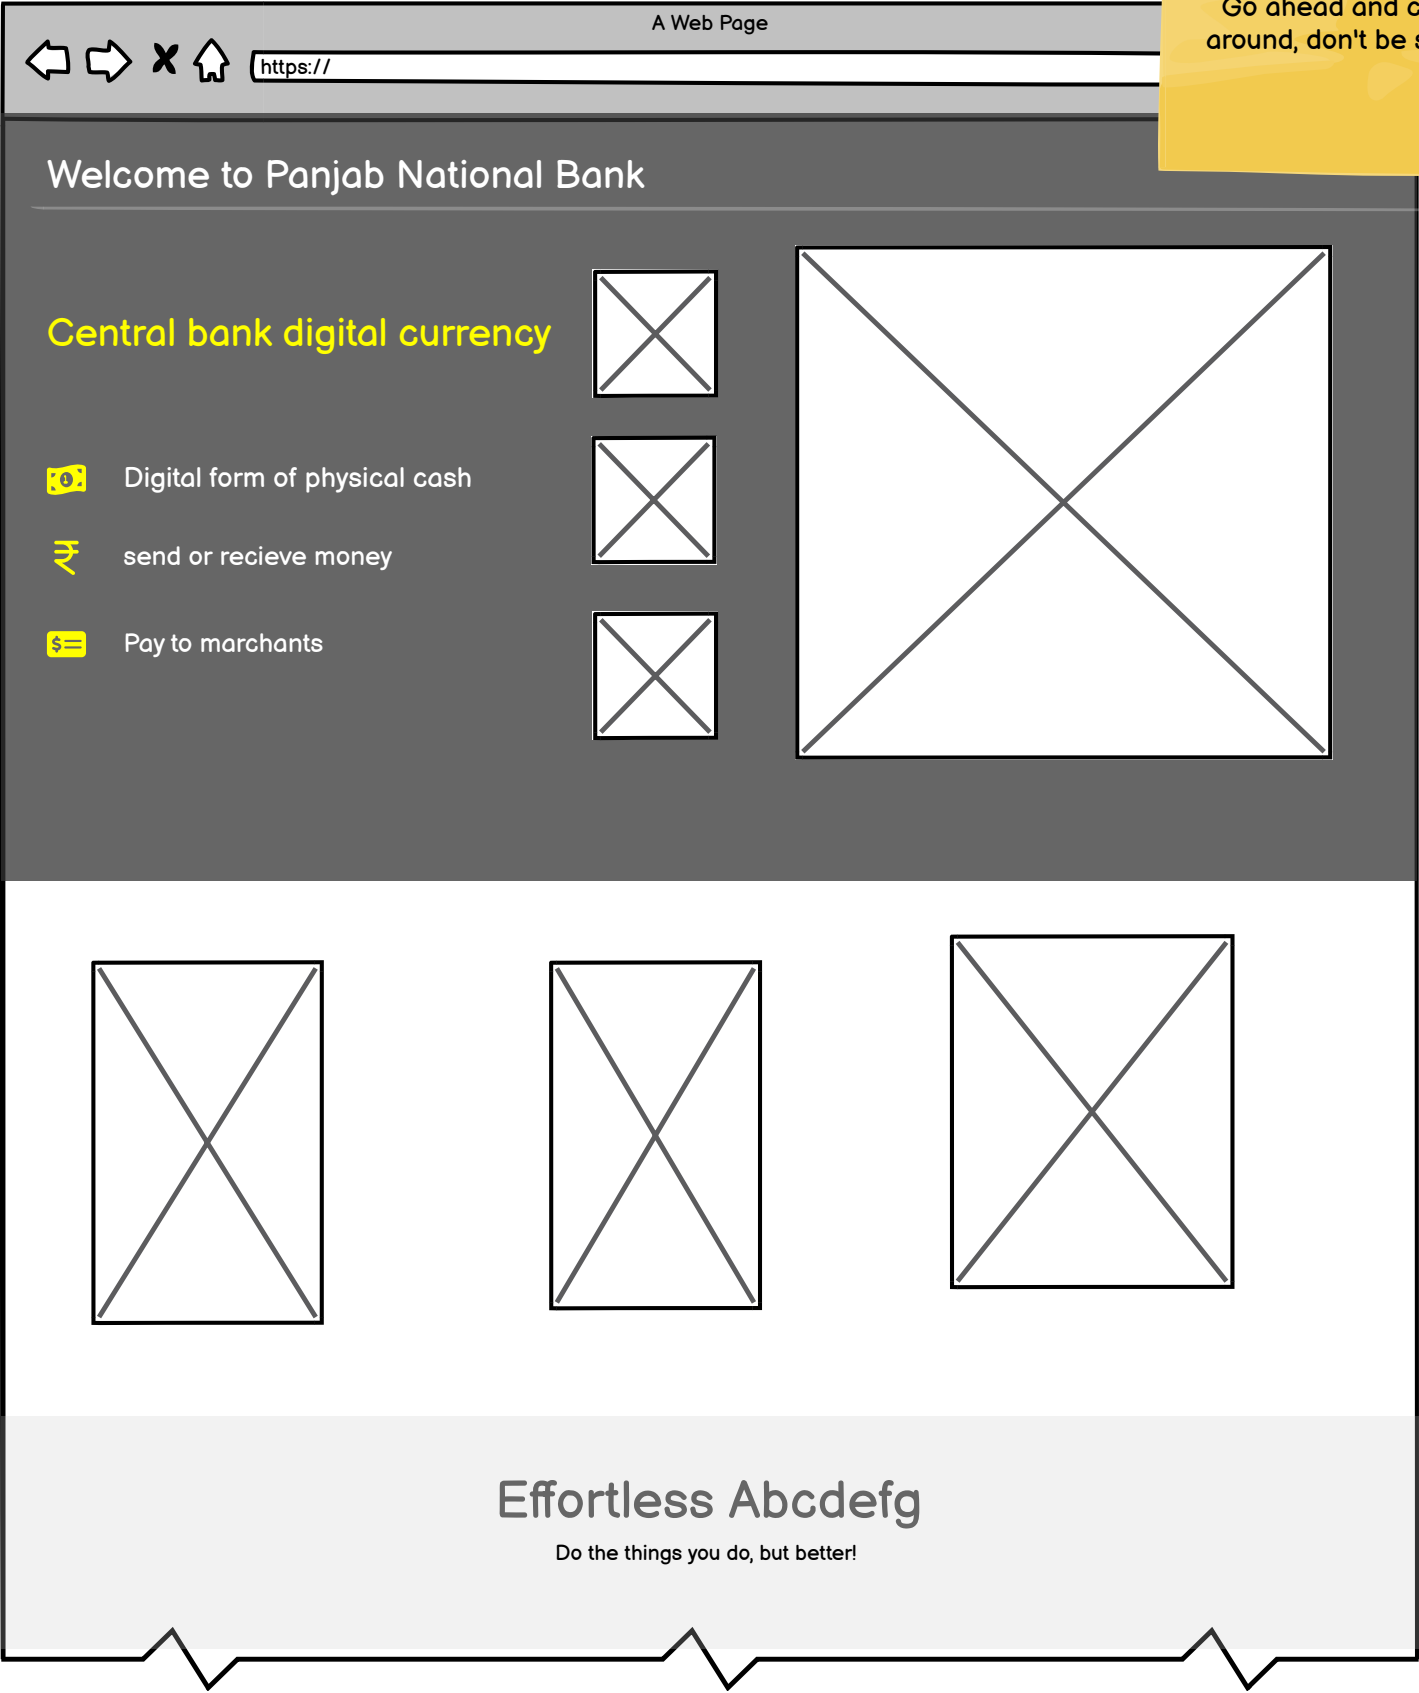 A Web Page
https://
Go ahead and
around, don't be
Welcome to Panjab National Bank
Central bank digital currency
1
Digital form of physical cash
₹
send or recieve money
$
Pay to marchants
Effortless Abcdefg
Do the things you do, but better!